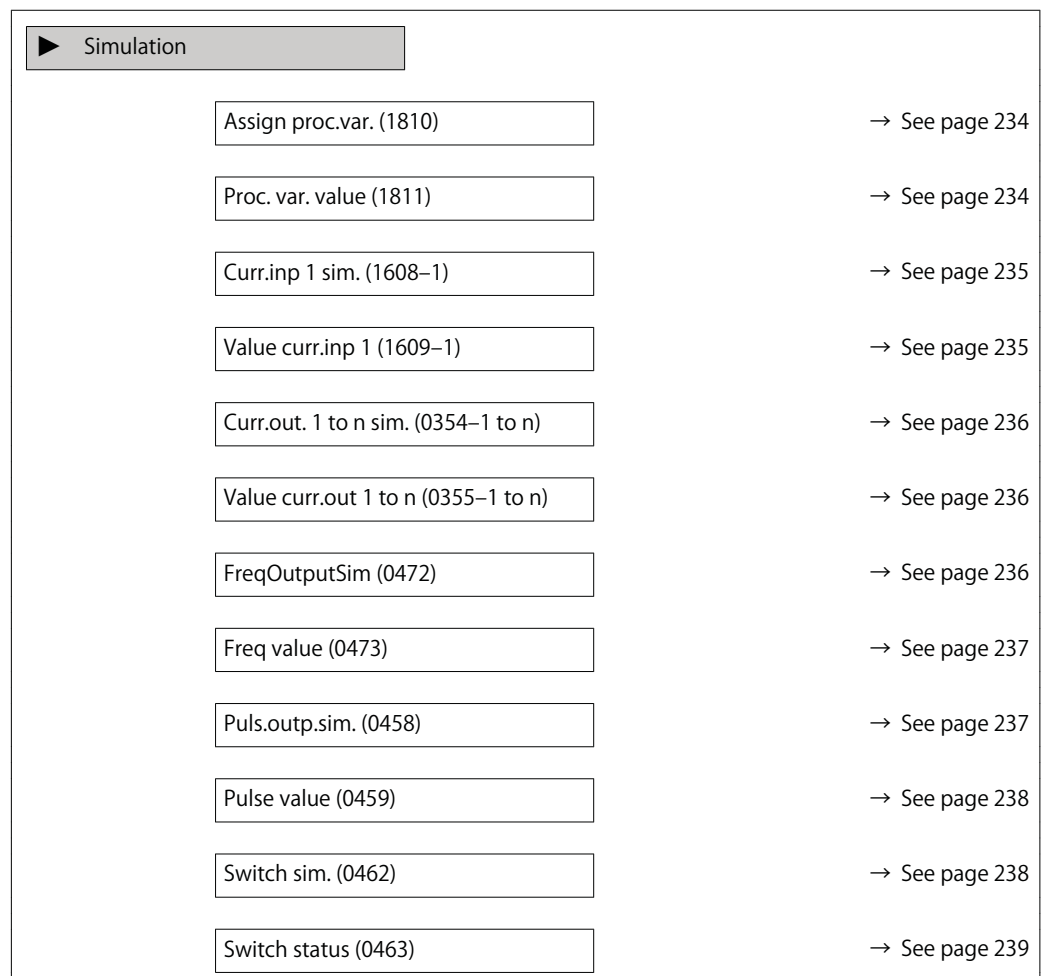 ▶ Simulation
Assign proc.var. (1810) → See page 234
Proc. var. value (1811) → See page 234
Curr.inp 1 sim. (1608–1) → See page 235
Value curr.inp 1 (1609–1) → See page 235
Curr.out. 1 to n sim. (0354–1 to n) → See page 236
Value curr.out 1 to n (0355–1 to n) → See page 236
FreqOutputSim (0472) → See page 236
Freq value (0473) → See page 237
Puls.outp.sim. (0458) → See page 237
Pulse value (0459) → See page 238
Switch sim. (0462) → See page 238
Switch status (0463) → See page 239